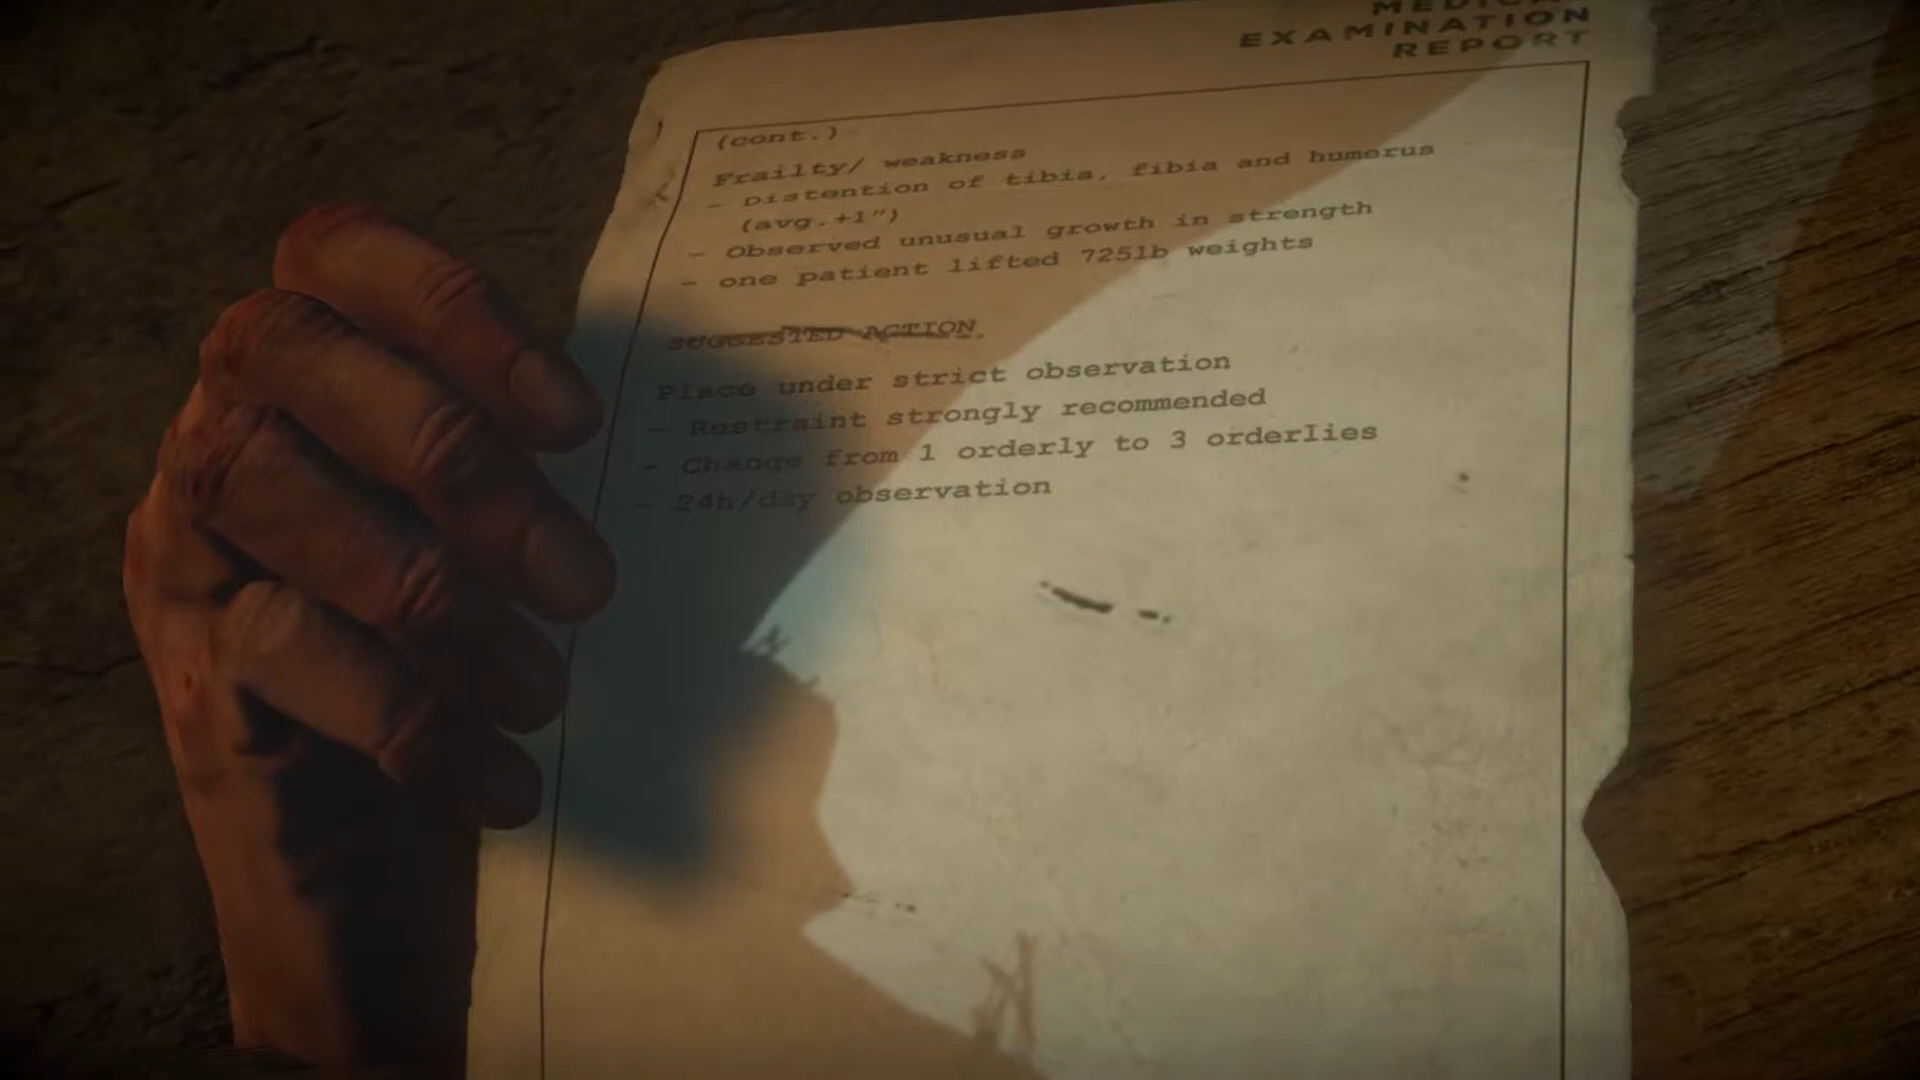 MEDICAL
EXAMINATION
REPORT
(cont.)
Frailty/ weakness
- Distention of tibia, fibia and humerus
(avg.+1")
- Observed unusual growth in strength
- one patient lifted 725lb weights
SUGGESTED ACTION.
Place under strict observation
- Restraint strongly recommended
- Change from 1 orderly to 3 orderlies
- 24h/day observation